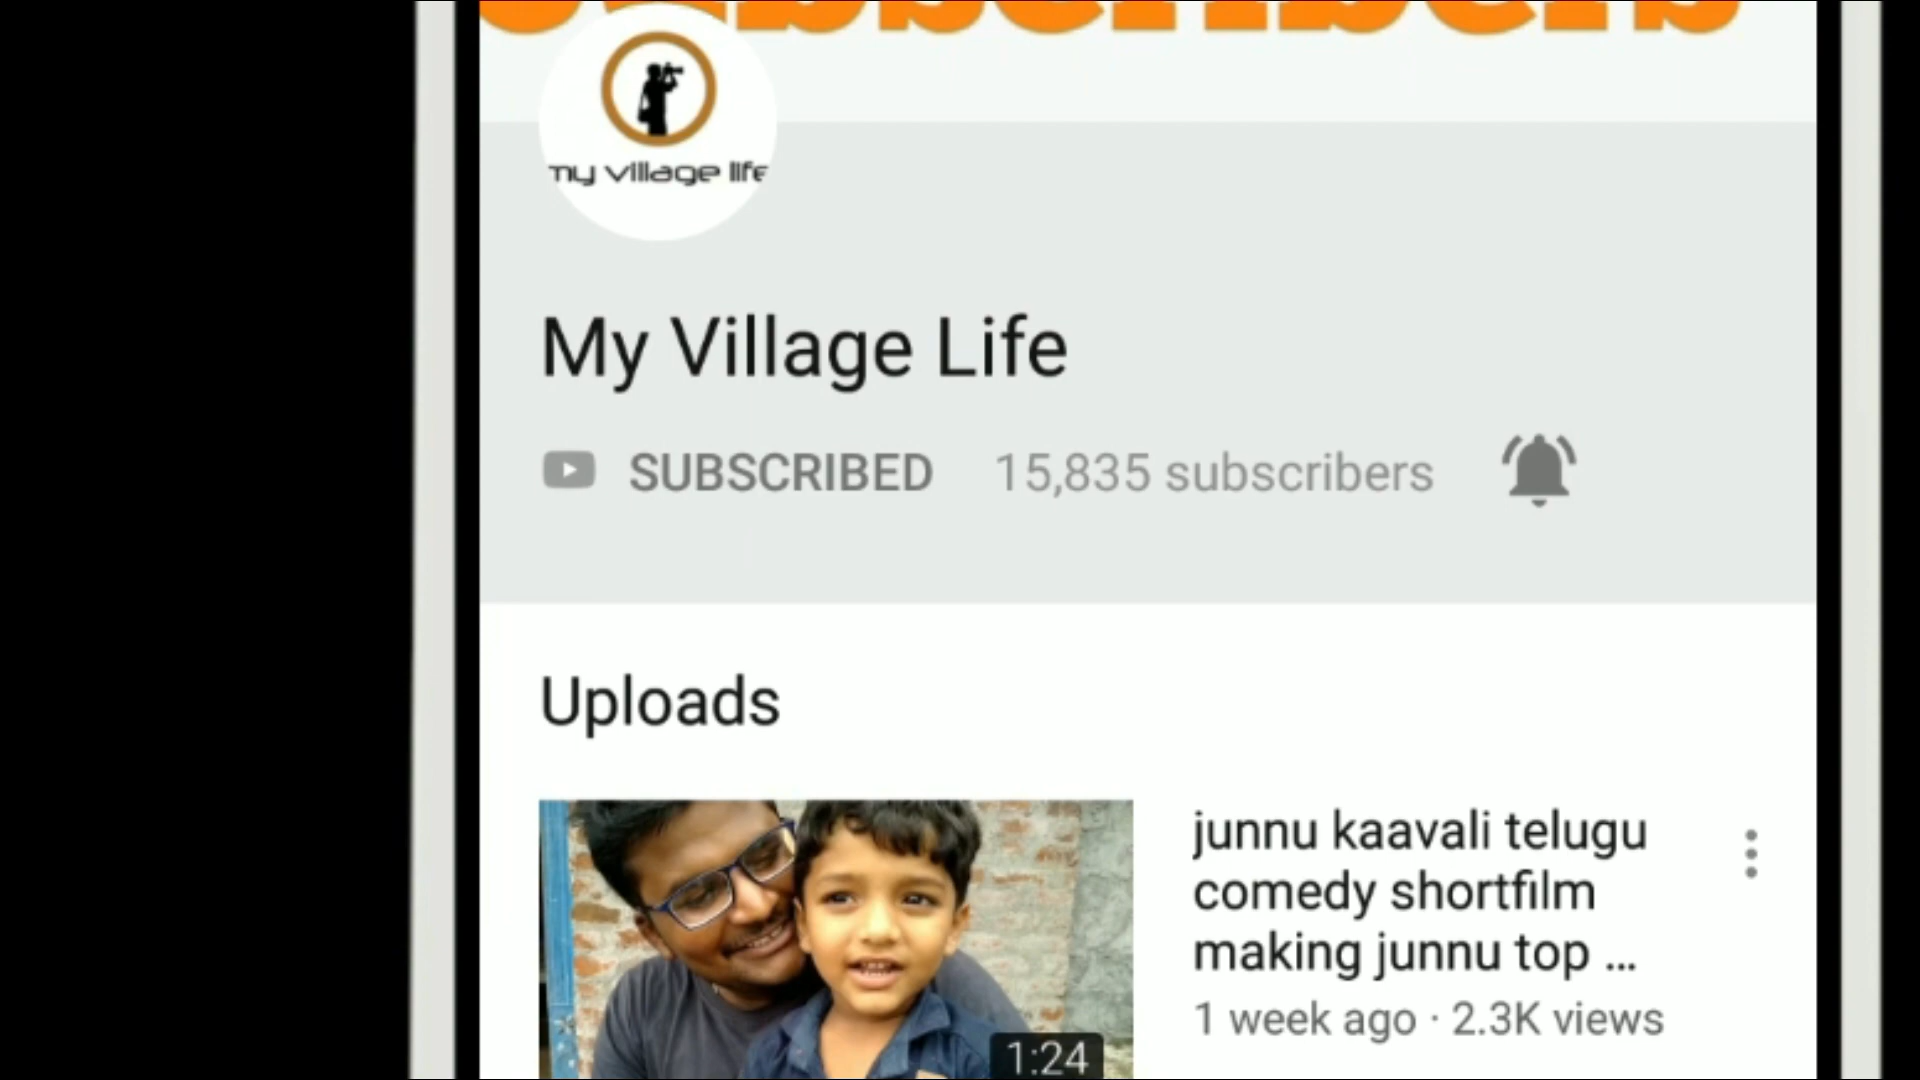 Subscribers
my village life
My Village Life
SUBSCRIBED 15,835 subscribers
Uploads
junnu kaavali telugu
comedy shortfilm
making junnu top ...
1 week ago · 2.3K views
1:24